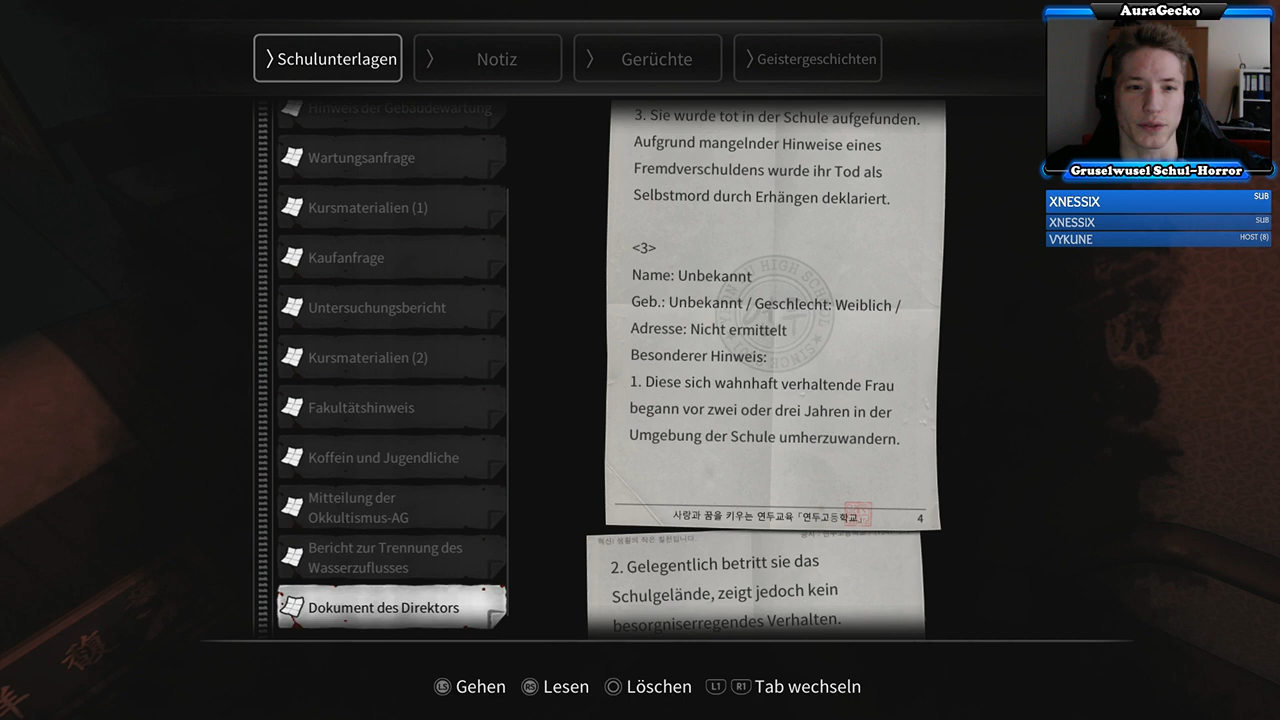 AuraGecko
Schulunterlagen
Notiz
Gerüchte
Geistergeschichten
Hinweis der Gebäudewartung
Wartungsanfrage
Kursmaterialien (1)
Kaufanfrage
Untersuchungsbericht
Kursmaterialien (2)
Fakultätshinweis
Koffein und Jugendliche
Mitteilung der
Okkultismus-AG
Bericht zur Trennung des
Wasserzuflusses
Dokument des Direktors
3. Sie wurde tot in der Schule aufgefunden.
Aufgrund mangelnder Hinweise eines
Fremdverschuldens wurde ihr Tod als
Selbstmord durch Erhängen deklariert.
<3>
Name: Unbekannt
Geb.: Unbekannt / Geschlecht: Weiblich /
Adresse: Nicht ermittelt
Besonderer Hinweis:
1. Diese sich wahnhaft verhaltende Frau
begann vor zwei oder drei Jahren in der
Umgebung der Schule umherzuwandern.
사랑과 꿈을 키우는 연두교육 「연두고등학교」
4
2. Gelegentlich betritt sie das
Schulgelände, zeigt jedoch kein
besorgniserregendes Verhalten.
Gruselwusel Schul-Horror
XNESSIX SUB
XNESSIX SUB
VYKUNE HOST (8)
LS Gehen RS Lesen Löschen L1 R1 Tab wechseln